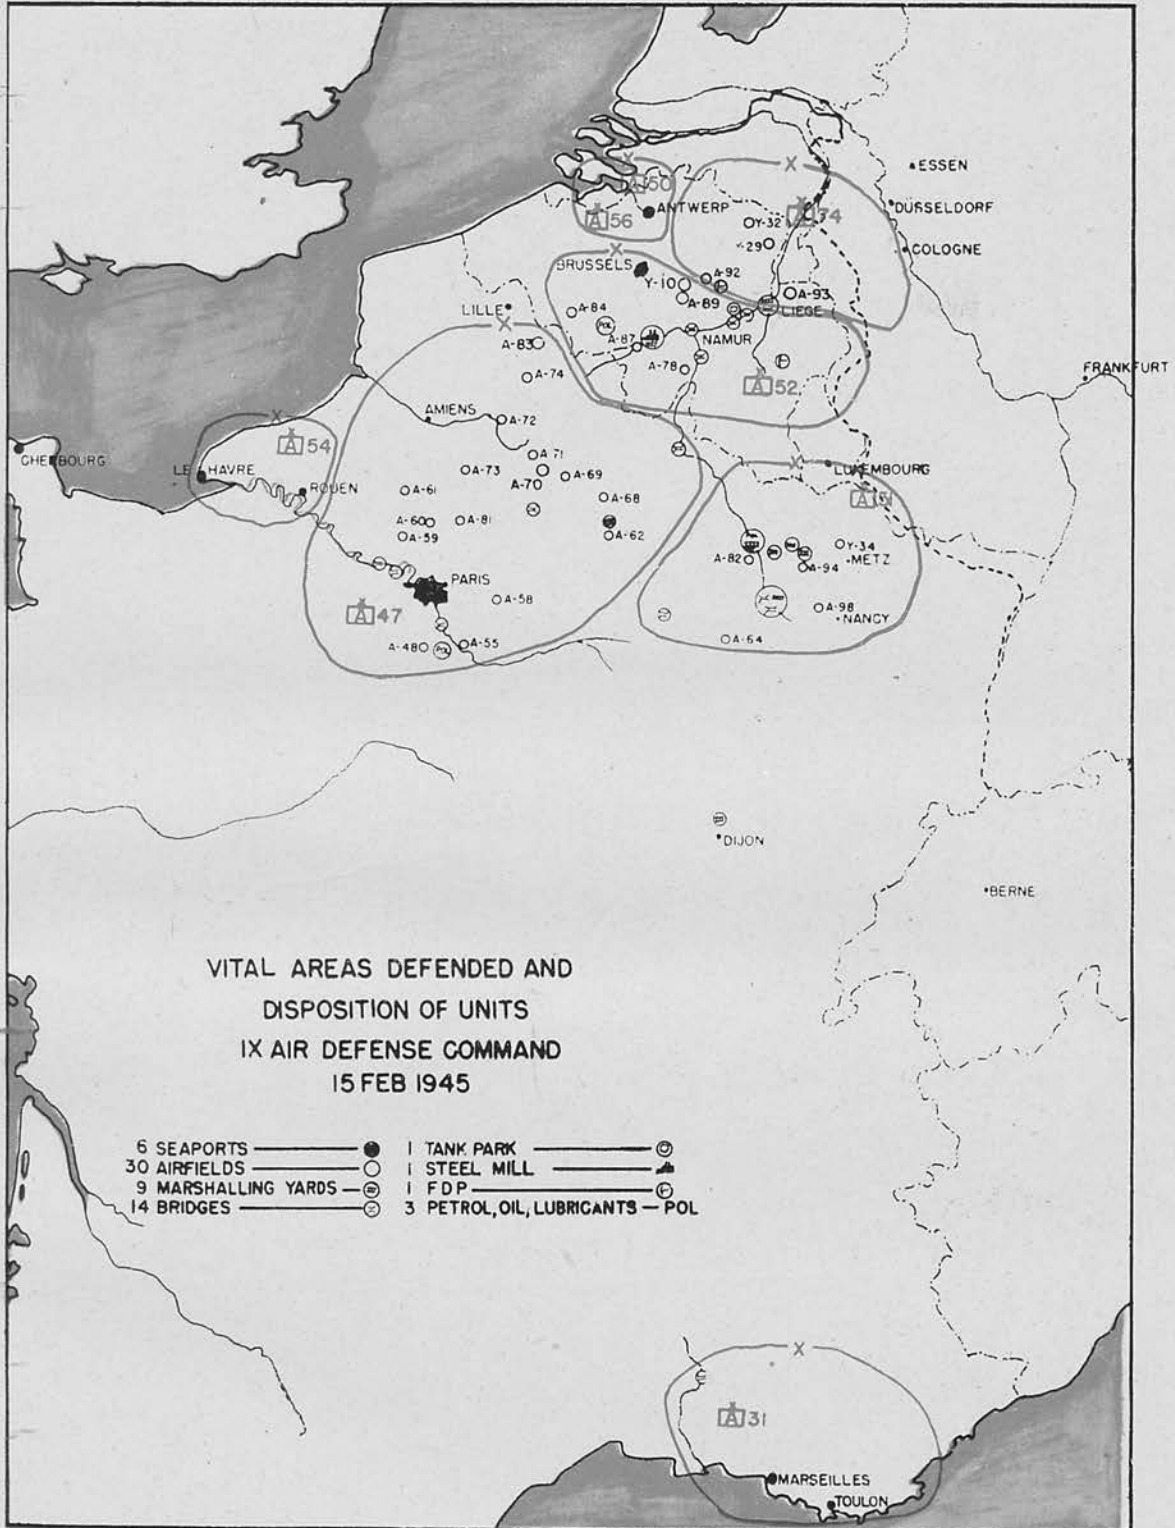 ESSEN
50
ANTWERP
56
Y-32
74
DUSSELDORF
Y-29
COLOGNE
BRUSSELS
A-92
Y-10
A-89
A-93
LIEGE
LILLE
A-84
POL
A-83
A-87
NAMUR
A-78
52
FRANKFURT
A-74
AMIENS
A-72
54
CHERBOURG
LE HAVRE
ROUEN
A-71
A-73
A-69
A-70
A-61
A-68
LUXEMBOURG
A-60
A-81
A-59
A-62
Y-34
A-82
METZ
A-94
PARIS
A-58
47
A-98
NANCY
A-64
A-48
POL
A-55
DIJON
BERNE
VITAL AREAS DEFENDED AND
DISPOSITION OF UNITS
IX AIR DEFENSE COMMAND
15 FEB 1945
6 SEAPORTS
30 AIRFIELDS
9 MARSHALLING YARDS
14 BRIDGES
1 TANK PARK
1 STEEL MILL
1 FDP
3 PETROL, OIL, LUBRICANTS — POL
A 31
MARSEILLES
TOULON